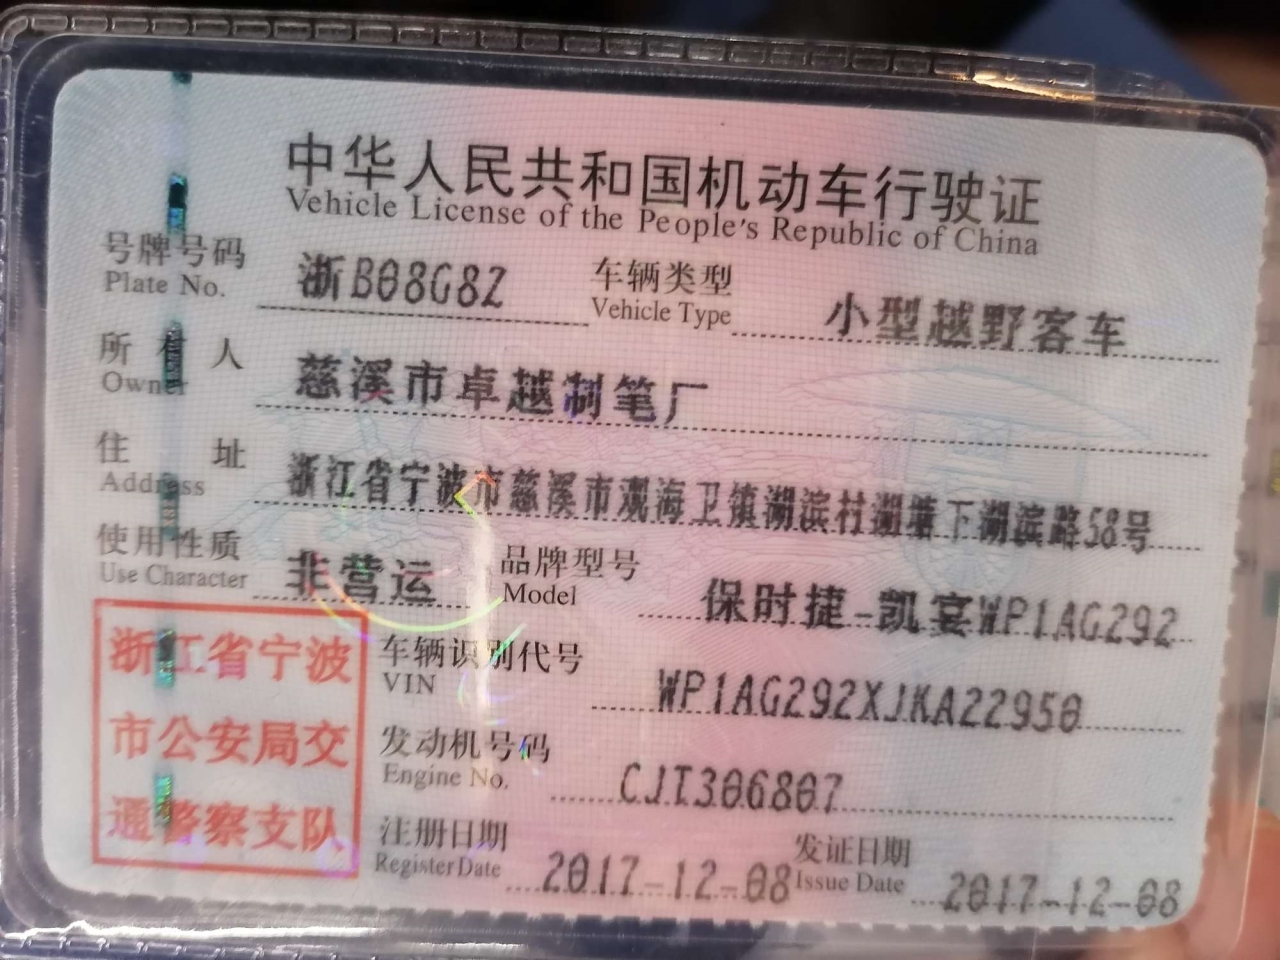 中华人民共和国机动车行驶证
Vehicle License of the People's Republic of China
号牌号码 浙B08G8Z 车辆类型 小型越野客车
Plate No. Vehicle Type
所有人 慈溪市卓越制笔厂
Owner
住址 浙江省宁波市慈溪市观海卫镇湖滨村湖塘下湖滨路58号
Address
使用性质 非营运 品牌型号 保时捷-凯宴WP1AG292
Use Character Model
浙江省宁波
市公安局交
通警察支队
车辆识别代号 WP1AG292XJKA22950
VIN
发动机号码 CJT306807
Engine No.
注册日期 2017-12-08 发证日期 2017-12-08
Register Date Issue Date